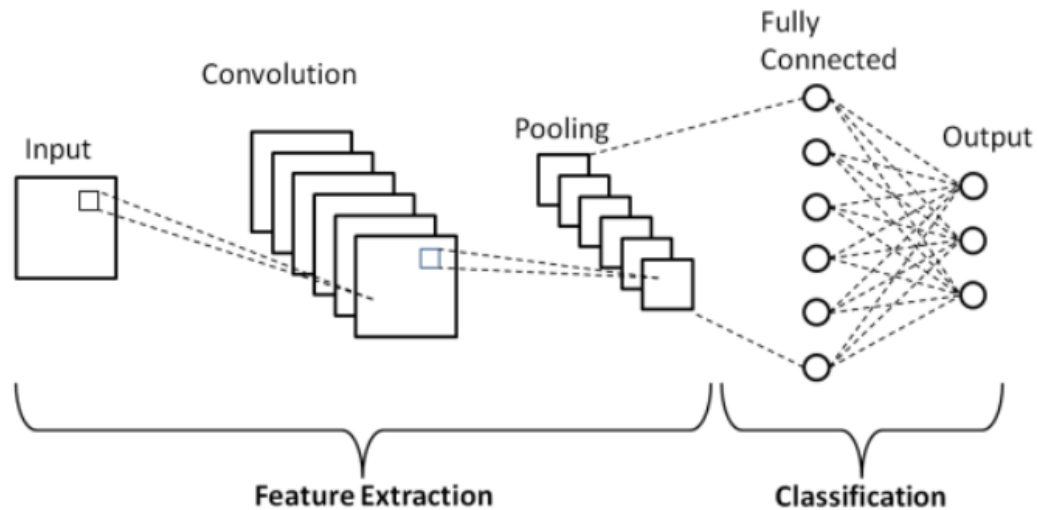 Input
Convolution
Pooling
Fully
Connected
Output
Feature Extraction
Classification